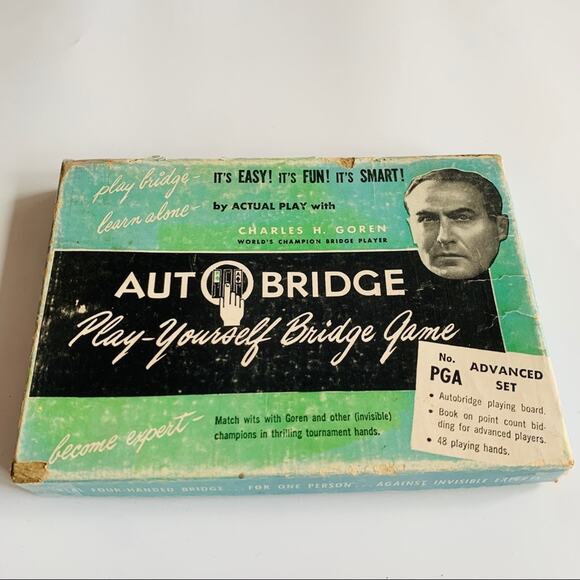 play bridge-
learn alone-
IT'S EASY! IT'S FUN! IT'S SMART!
by ACTUAL PLAY with
CHARLES H. GOREN
WORLD'S CHAMPION BRIDGE PLAYER
AUTOBRIDGE
Play-Yourself Bridge Game
No. PGA
ADVANCED SET
• Autobridge playing board.
• Book on point count bid-
ding for advanced players.
• 48 playing hands.
become expert-
Match wits with Goren and other (invisible)
champions in thrilling tournament hands.
FOUR-HANDED BRIDGE ... FOR ONE PERSON ... AGAINST INVISIBLE